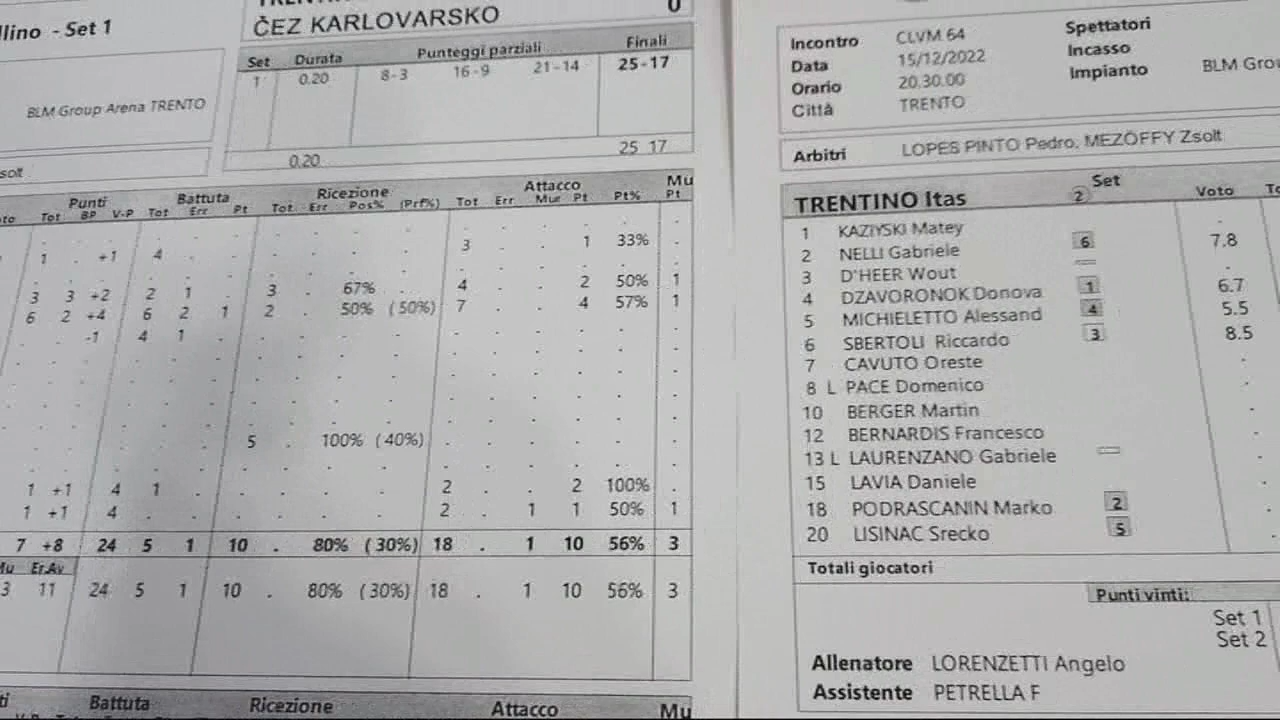 llino - Set 1
ČEZ KARLOVARSKO 0
Set Durata Punteggi parziali Finali
1 0.20 8-3 16-9 21-14 25-17
BLM Group Arena TRENTO
0.20 25 17
Punti Battuta Ricezione Attacco Mu
Tot BP V-P Tot Err Pt Tot Err Pos% (Prf%) Tot Err Mur Pt Pt% Pt
1 . +1 4 . . . . . 3 . . 1 33% .
3 3 +2 2 1 . 3 . 67% 4 . . 2 50% 1
6 2 +4 6 2 1 2 . 50% (50%) 7 . . 4 57% 1
-1 4 1
5 . 100% (40%)
1 +1 4 1 . 2 . . 2 100% .
1 +1 4 . . 2 . 1 1 50% 1
7 +8 24 5 1 10 . 80% (30%) 18 . 1 10 56% 3
Mu Er.Av
3 11 24 5 1 10 . 80% (30%) 18 . 1 10 56% 3
Battuta Ricezione Attacco Mu
Incontro CLVM 64 Spettatori
Data 15/12/2022 Incasso
Orario 20.30.00 Impianto BLM Grou
Città TRENTO
Arbitri LOPES PINTO Pedro, MEZÖFFY Zsolt
TRENTINO Itas Set 2 Voto
1 KAZIYSKI Matey 6 7.8
2 NELLI Gabriele
3 D'HEER Wout
4 DZAVORONOK Donova 1 6.7
5 MICHIELETTO Alessand 4 5.5
6 SBERTOLI Riccardo 3 8.5
7 CAVUTO Oreste
8 L PACE Domenico
10 BERGER Martin
12 BERNARDIS Francesco
13 L LAURENZANO Gabriele
15 LAVIA Daniele
18 PODRASCANIN Marko 2
20 LISINAC Srecko 5
Totali giocatori
Punti vinti:
Set 1
Set 2
Allenatore LORENZETTI Angelo
Assistente PETRELLA F